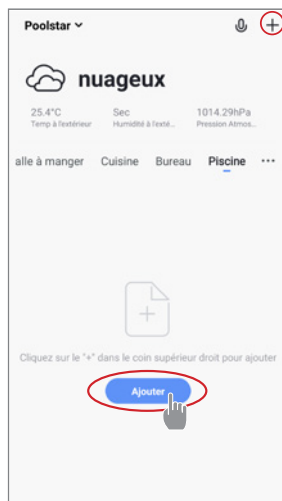 Poolstar
nuageux
25.4°C Sec 1014.29hPa
Temp à l'extérieur Humidité à l'exté... Pression Atmos...
alle à manger Cuisine Bureau Piscine ...
Cliquez sur le "+" dans le coin supérieur droit pour ajouter
Ajouter